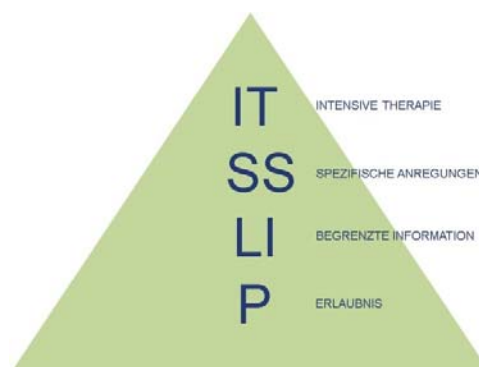 IT INTENSIVE THERAPIE
SS SPEZIFISCHE ANREGUNGEN
LI BEGRENZTE INFORMATION
P ERLAUBNIS